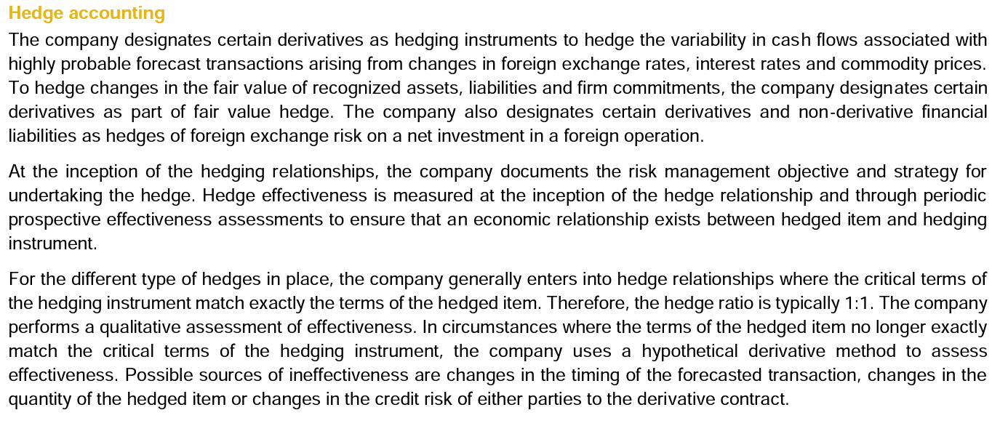 Hedge accounting
The company designates certain derivatives as hedging instruments to hedge the variability in cash flows associated with
highly probable forecast transactions arising from changes in foreign exchange rates, interest rates and commodity prices.
To hedge changes in the fair value of recognized assets, liabilities and firm commitments, the company designates certain
derivatives as part of fair value hedge. The company also designates certain derivatives and non-derivative financial
liabilities as hedges of foreign exchange risk on a net investment in a foreign operation.
At the inception of the hedging relationships, the company documents the risk management objective and strategy for
undertaking the hedge. Hedge effectiveness is measured at the inception of the hedge relationship and through periodic
prospective effectiveness assessments to ensure that an economic relationship exists between hedged item and hedging
instrument.
For the different type of hedges in place, the company generally enters into hedge relationships where the critical terms of
the hedging instrument match exactly the terms of the hedged item. Therefore, the hedge ratio is typically 1:1. The company
performs a qualitative assessment of effectiveness. In circumstances where the terms of the hedged item no longer exactly
match the critical terms of the hedging instrument, the company uses a hypothetical derivative method to assess
effectiveness. Possible sources of ineffectiveness are changes in the timing of the forecasted transaction, changes in the
quantity of the hedged item or changes in the credit risk of either parties to the derivative contract.